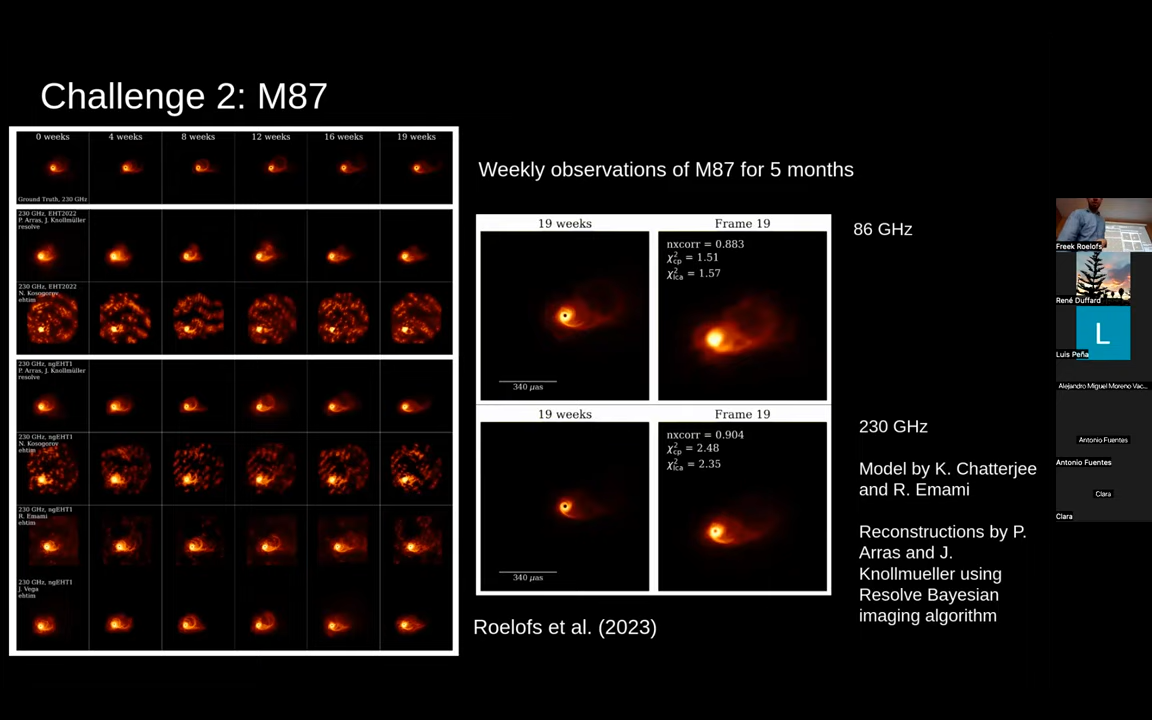 Challenge 2: M87
0 weeks 4 weeks 8 weeks 12 weeks 16 weeks 19 weeks
Ground Truth, 230 GHz
230 GHz, EHT2022
P. Arras, J. Knollmüller
resolve
230 GHz, EHT2022
N. Kosogorov
ehtim
230 GHz, ngEHT1
P. Arras, J. Knollmüller
resolve
230 GHz, ngEHT1
N. Kosogorov
ehtim
230 GHz, ngEHT1
R. Emami
ehtim
230 GHz, ngEHT1
J. Vega
ehtim
Weekly observations of M87 for 5 months
19 weeks Frame 19
nxcorr = 0.883
χ²cp = 1.51
χ²lca = 1.57
340 μas
19 weeks Frame 19
nxcorr = 0.904
χ²cp = 2.48
χ²lca = 2.35
340 μas
Roelofs et al. (2023)
86 GHz
230 GHz
Model by K. Chatterjee
and R. Emami
Reconstructions by P.
Arras and J.
Knollmueller using
Resolve Bayesian
imaging algorithm
Freek Roelofs
René Duffard
L
Luis Peña
Alejandro Miguel Moreno Vac...
Antonio Fuentes
Antonio Fuentes
Clara
Clara